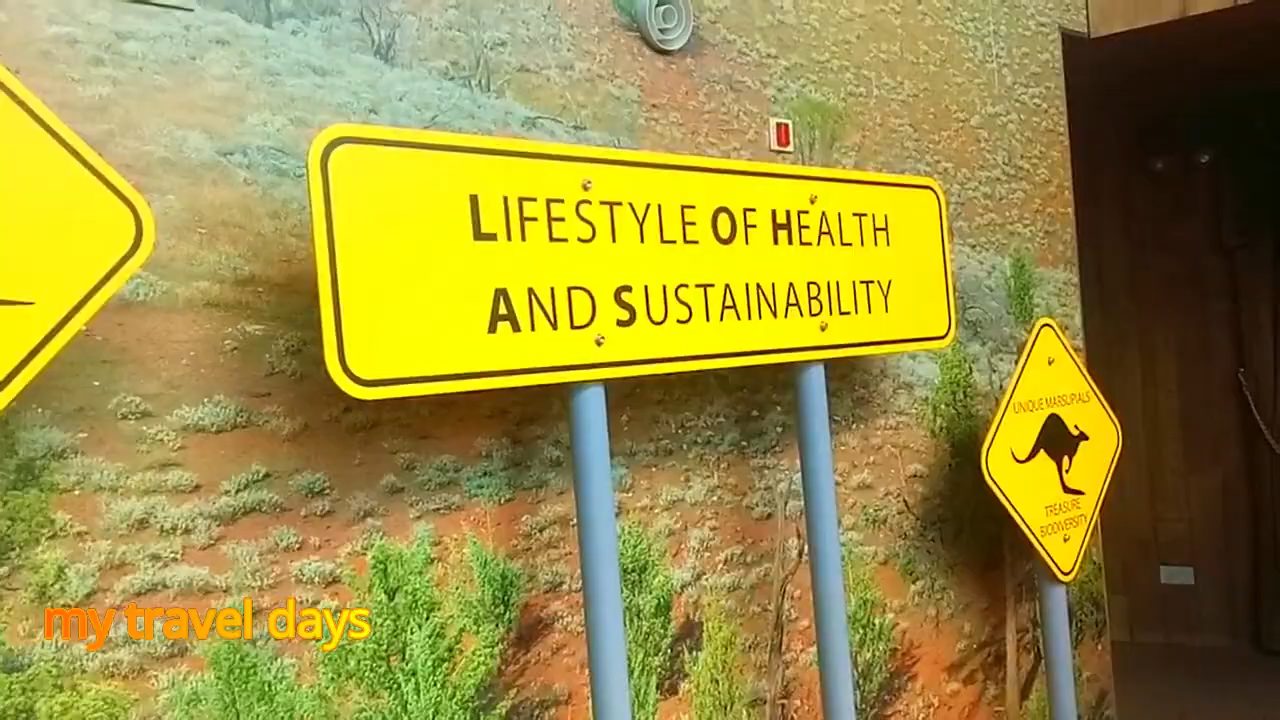 LIFESTYLE OF HEALTH
AND SUSTAINABILITY
UNIQUE MARSUPIALS
TREASURE
BIODIVERSITY
my travel days